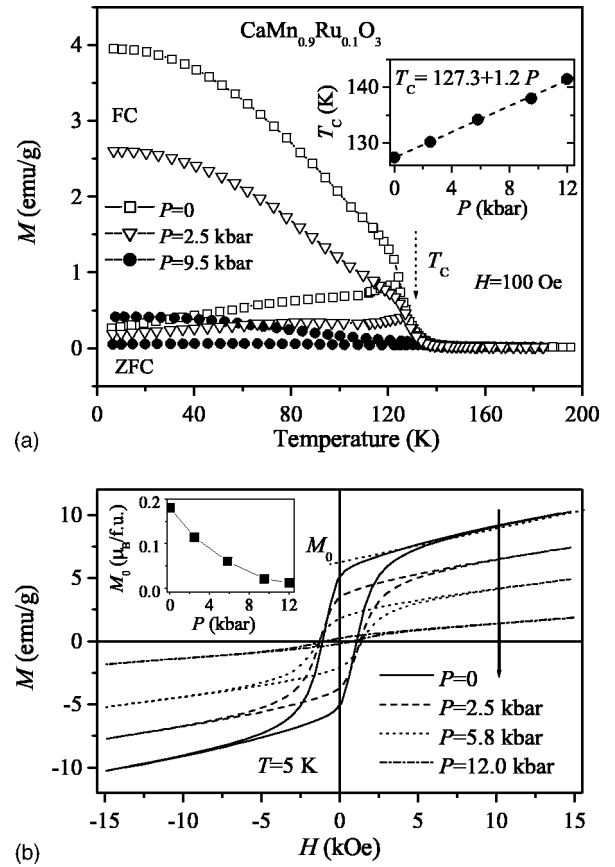 CaMn0.9Ru0.1O3
4
3
2
1
0
M (emu/g)
FC
P=0
P=2.5 kbar
P=9.5 kbar
ZFC
TC = 127.3+1.2 P
140
130
TC (K)
0 4 8 12
P (kbar)
TC
H=100 Oe
0 40 80 120 160 200
(a) Temperature (K)
10
5
0
-5
-10
M (emu/g)
0.2
0.1
0.0
M0 (μB/f.u.)
0 4 8 12
P (kbar)
M0
P=0
P=2.5 kbar
P=5.8 kbar
P=12.0 kbar
T=5 K
-15 -10 -5 0 5 10 15
(b) H (kOe)